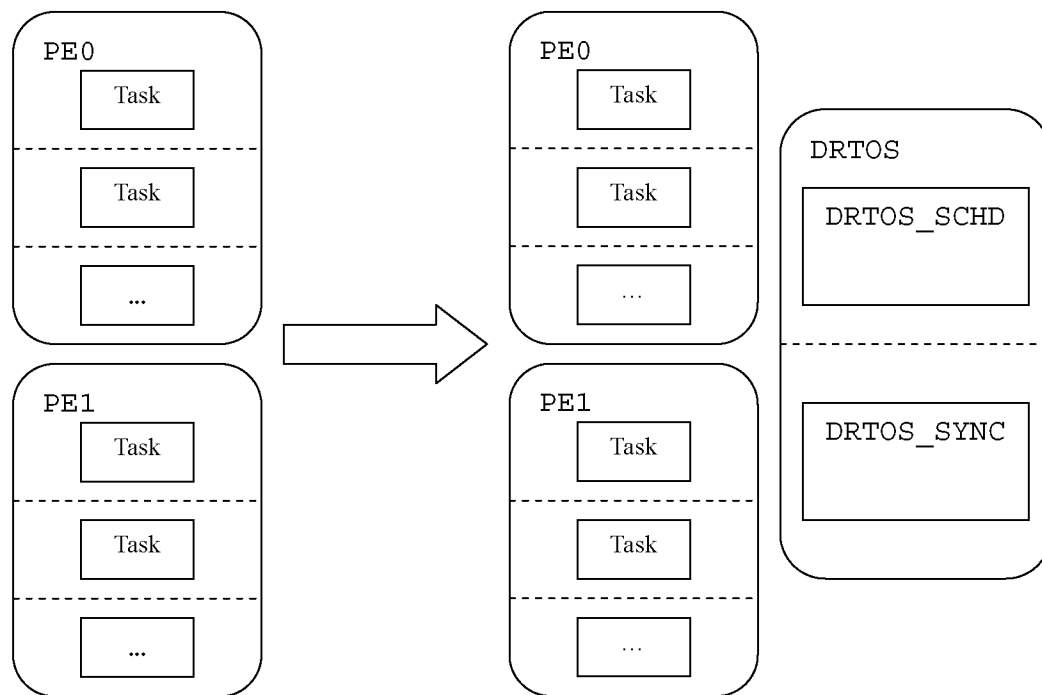 PE0
Task
Task
...
PE1
Task
Task
...
PE0
Task
Task
...
PE1
Task
Task
...
DRTOS
DRTOS_SCHD
DRTOS_SYNC